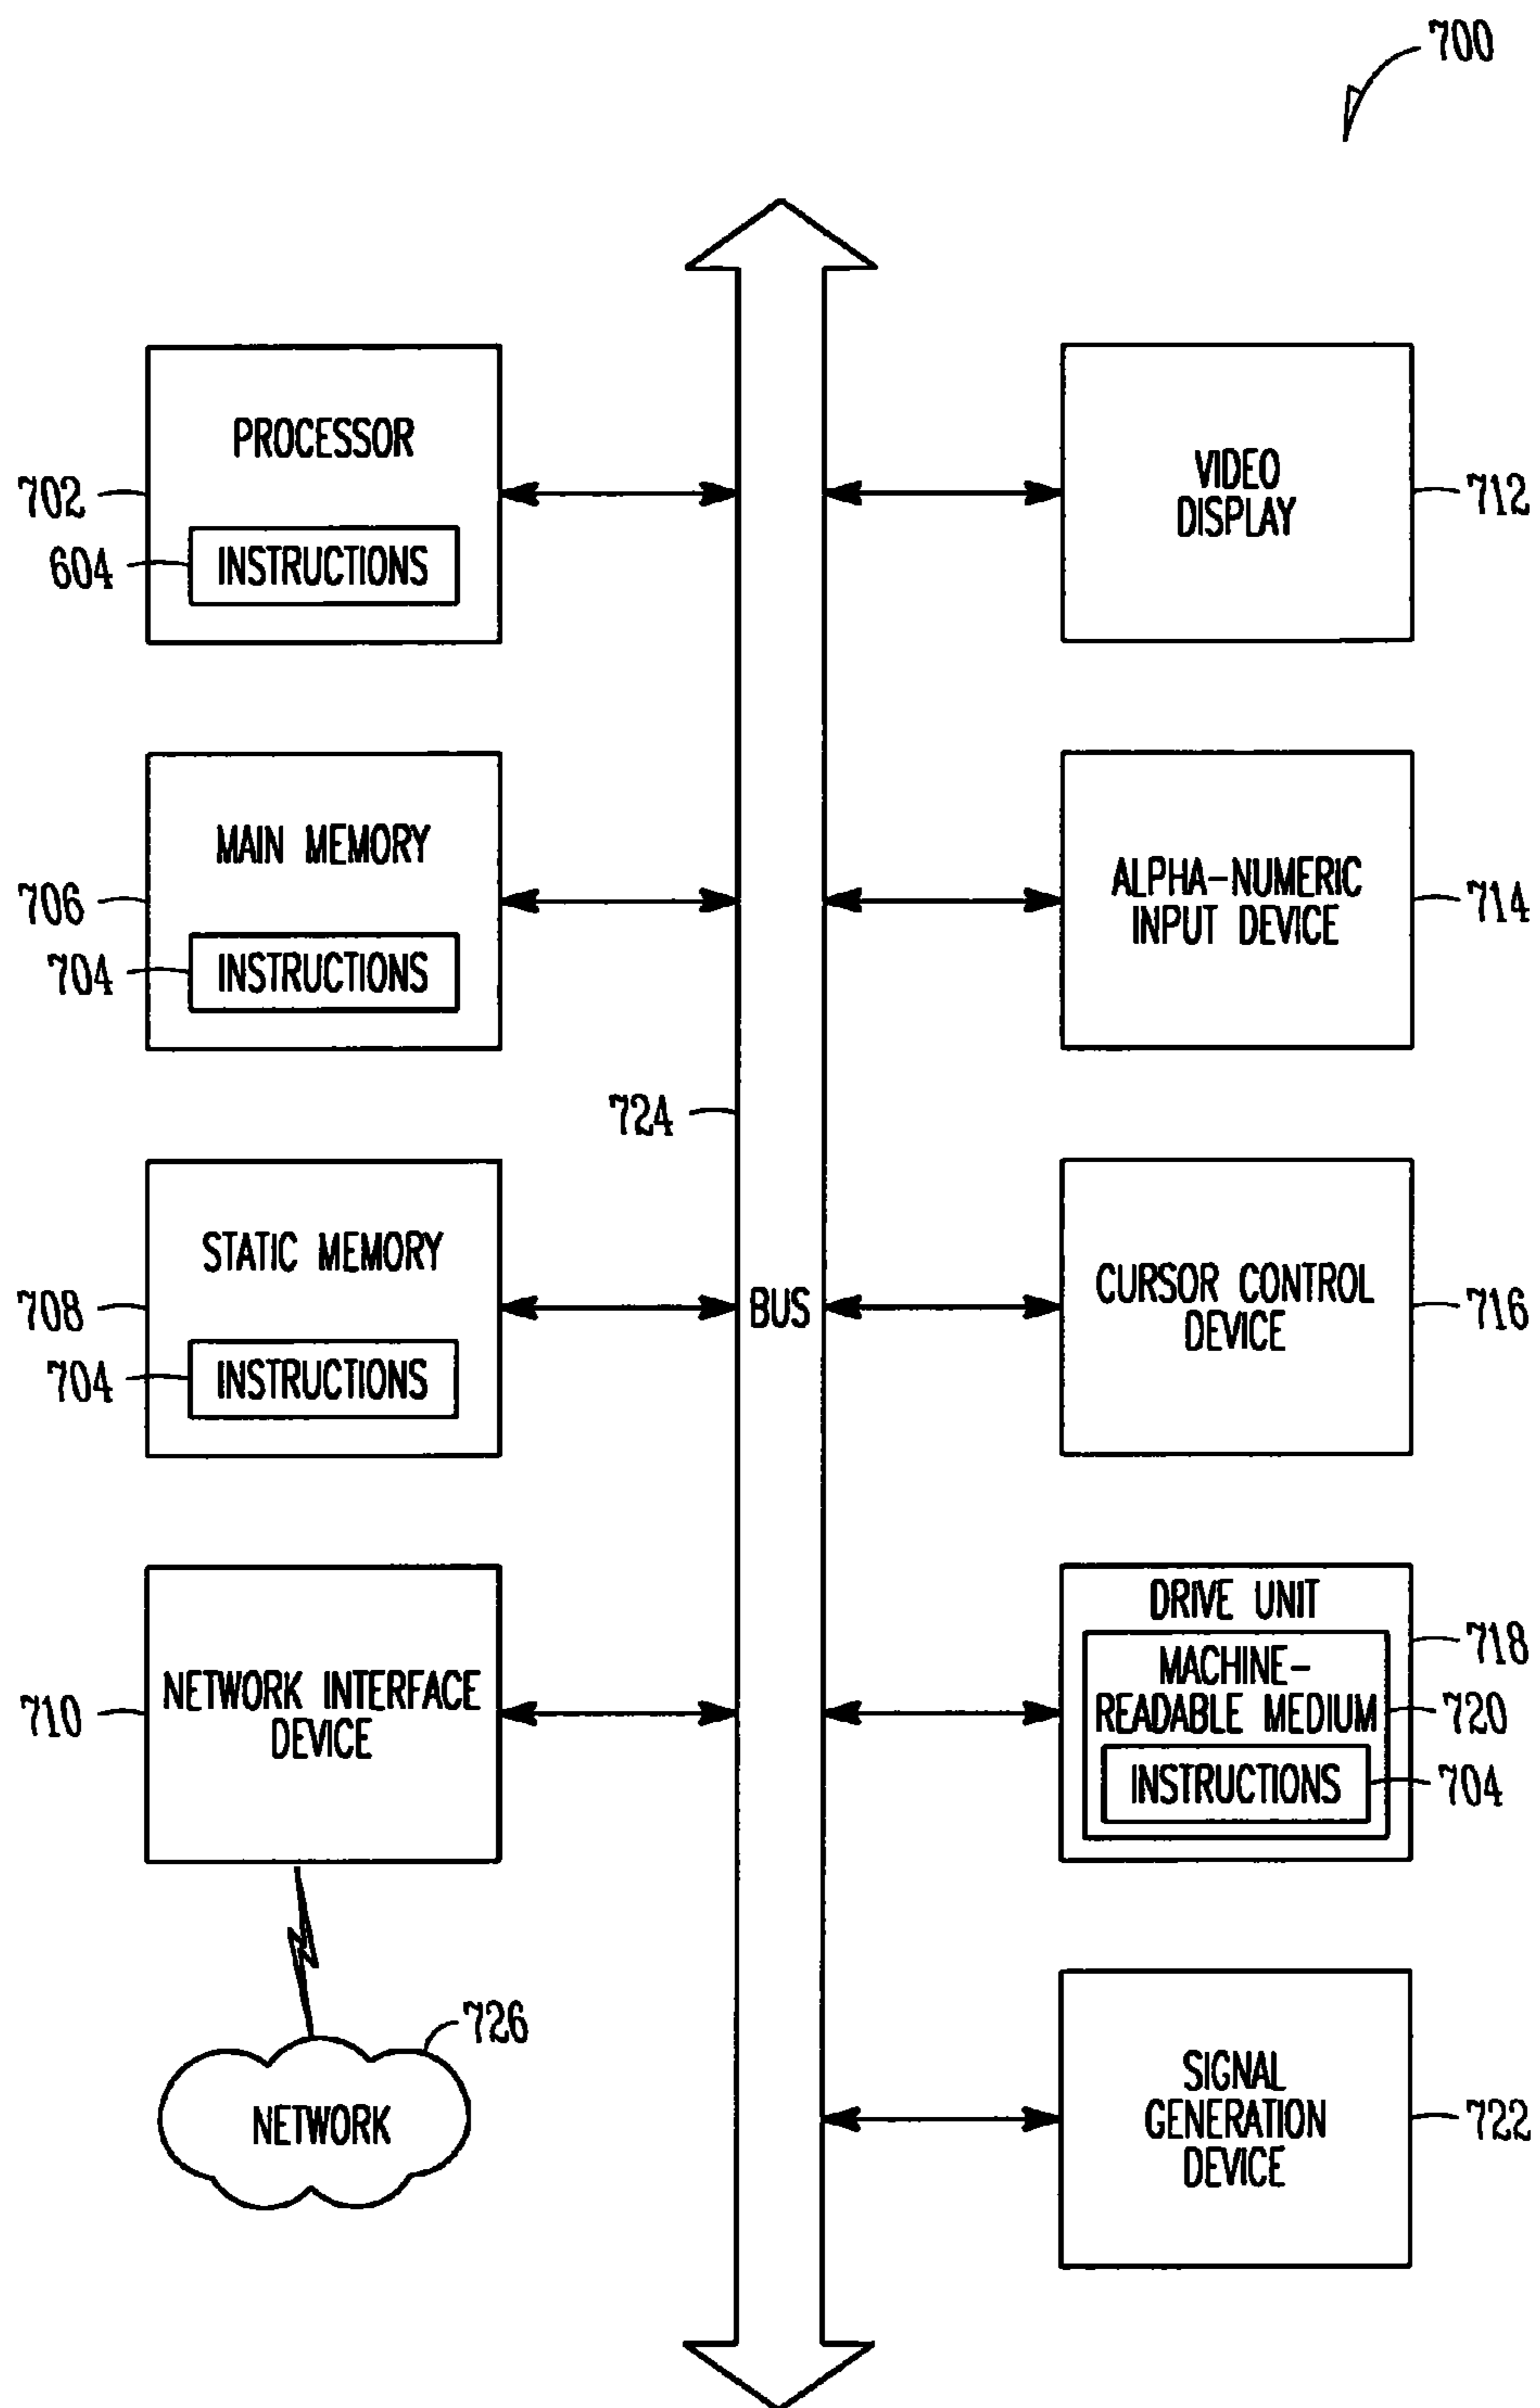 700
PROCESSOR
702
604
INSTRUCTIONS
VIDEO
DISPLAY
712
MAIN MEMORY
706
704
INSTRUCTIONS
ALPHA-NUMERIC
INPUT DEVICE
714
724
STATIC MEMORY
708
704
INSTRUCTIONS
BUS
CURSOR CONTROL
DEVICE
716
NETWORK INTERFACE
DEVICE
710
DRIVE UNIT
718
MACHINE-
READABLE MEDIUM
720
INSTRUCTIONS
704
726
NETWORK
SIGNAL
GENERATION
DEVICE
722